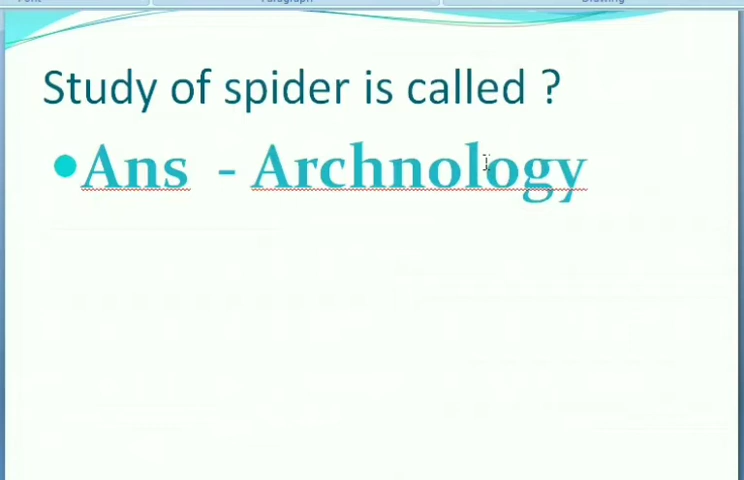 Study of spider is called ?
•Ans - Archnology